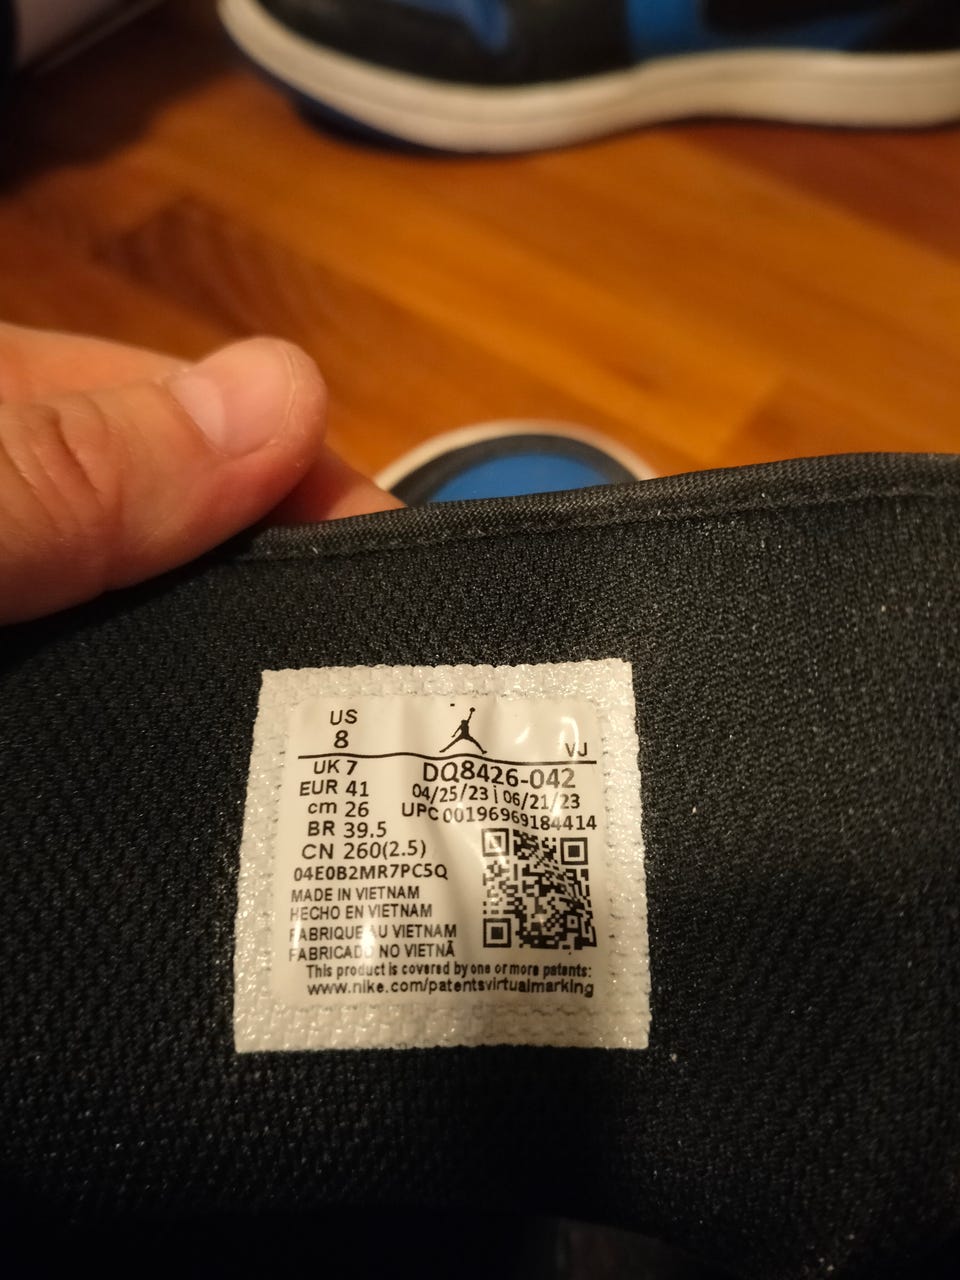 US
8
VJ
UK 7
EUR 41
cm 26
BR 39.5
CN 260(2.5)
DQ8426-042
04/25/23 | 06/21/23
UPC 00196969184414
04E0B2MR7PC5Q
MADE IN VIETNAM
HECHO EN VIETNAM
FABRIQUE AU VIETNAM
FABRICADO NO VIETNÃ
This product is covered by one or more patents:
www.nike.com/patentsvirtualmarking